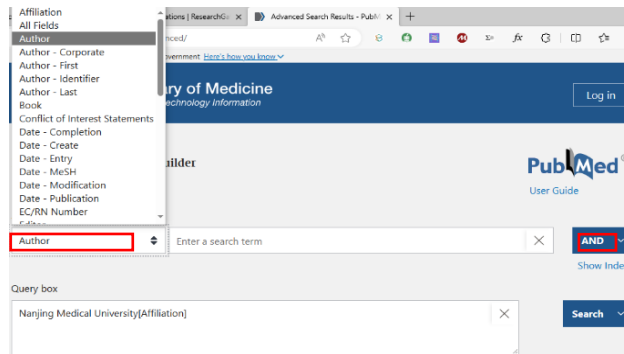 Affiliation
All Fields
Author
Author - Corporate
Author - First
Author - Identifier
Author - Last
Book
Conflict of Interest Statements
Date - Completion
Date - Create
Date - Entry
Date - MeSH
Date - Modification
Date - Publication
EC/RN Number
ations | ResearchGa
Advanced Search Results - PubM
nced/
vernment Here's how you know
ry of Medicine
echnology Information
Log in
uilder
PubMed
User Guide
Author
Enter a search term
AND
Show Inde
Query box
Nanjing Medical University[Affiliation]
Search